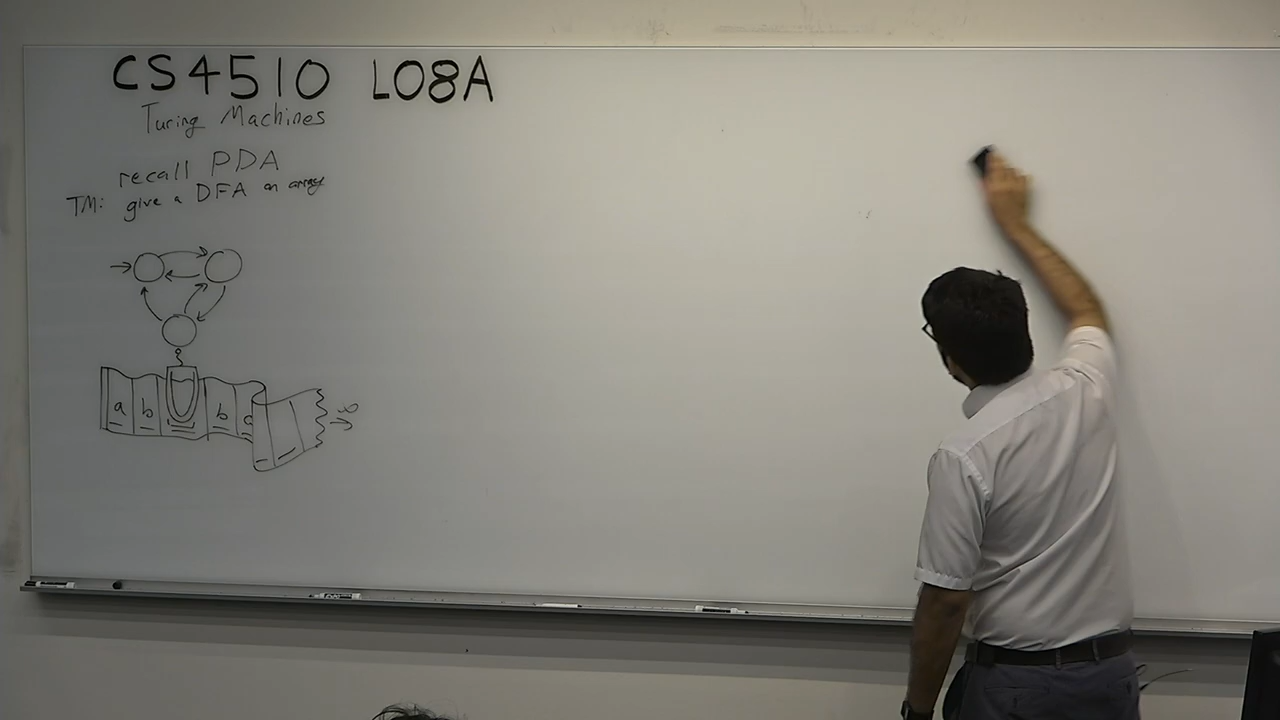 CS4510 L08A
Turing Machines
recall PDA
TM: give a DFA an array
a b b c